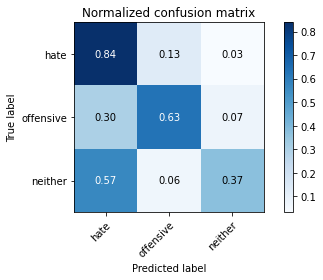 Normalized confusion matrix
True label
hate 0.84 0.13 0.03
offensive 0.30 0.63 0.07
neither 0.57 0.06 0.37
hate offensive neither
Predicted label
0.8
0.7
0.6
0.5
0.4
0.3
0.2
0.1